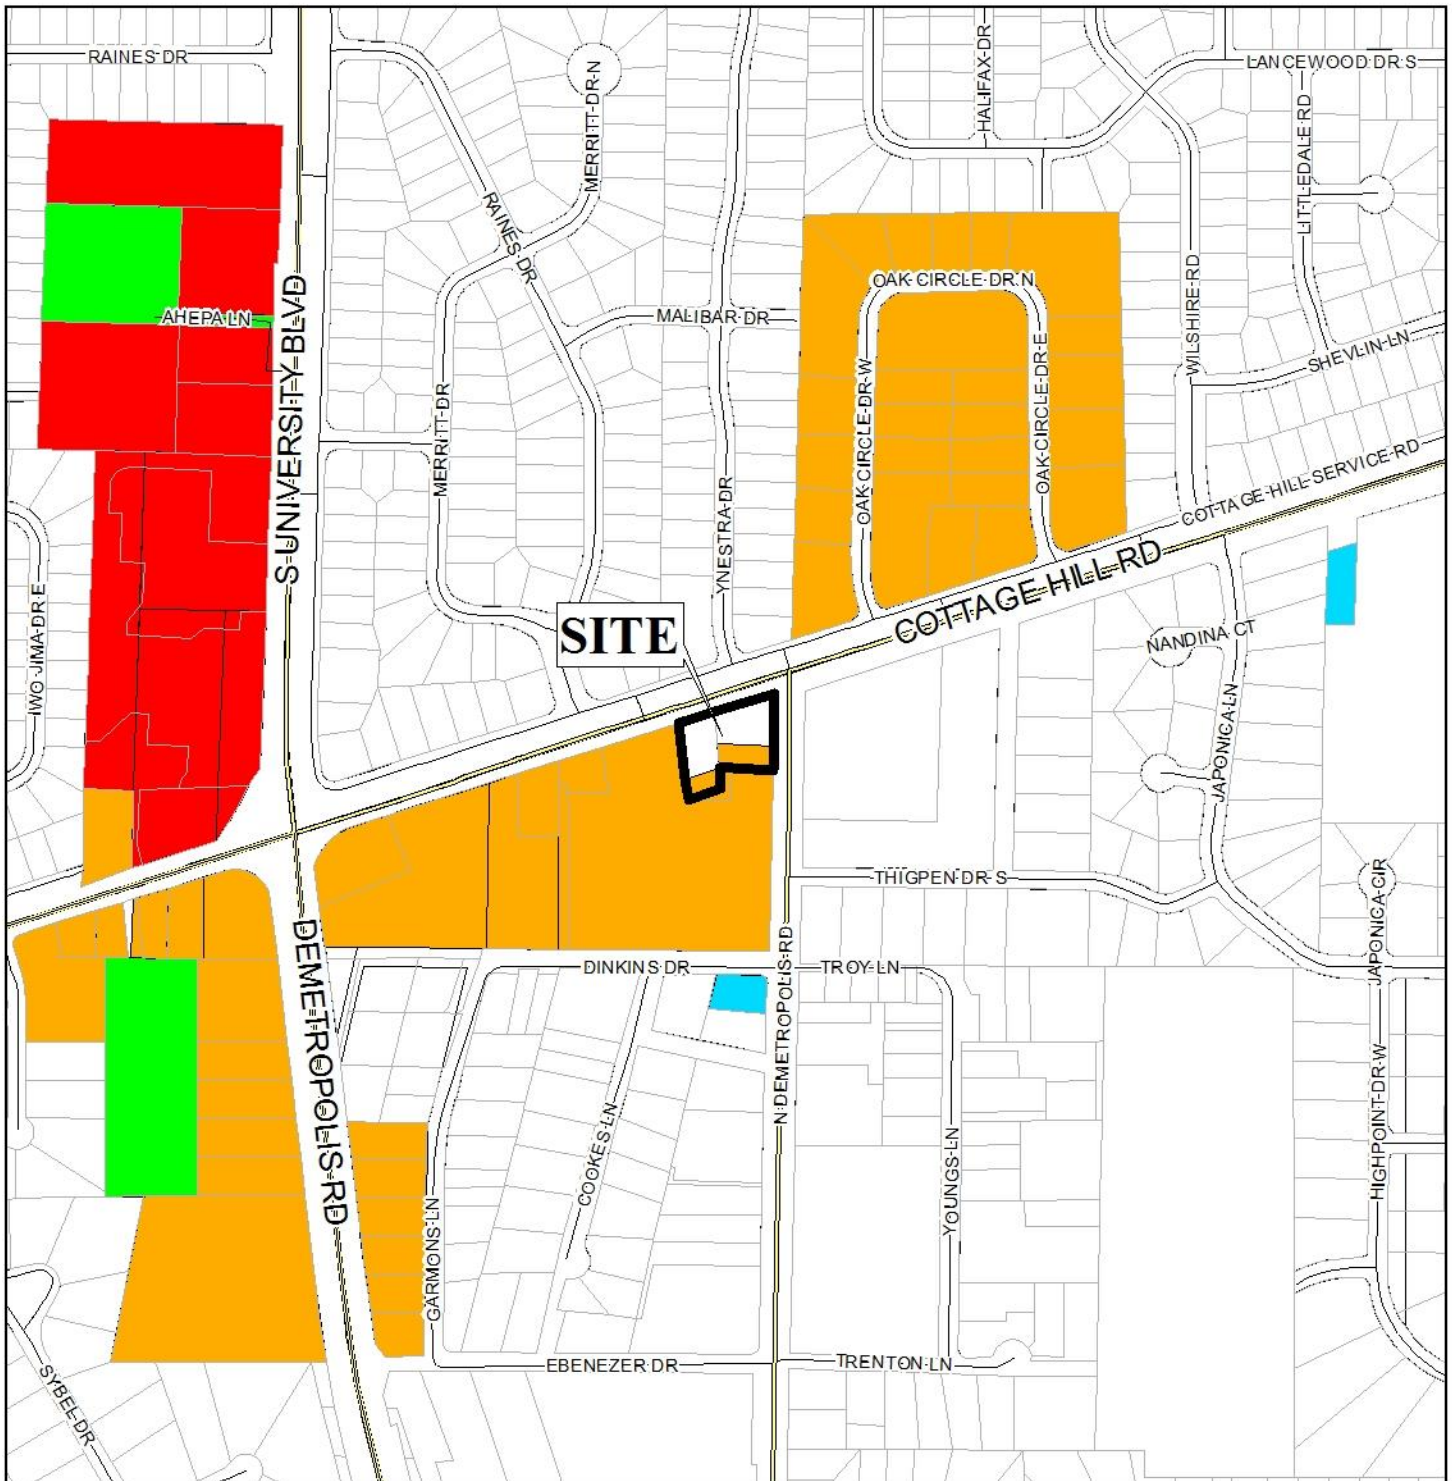 RAINES DR
LANCEWOOD DR S
HALIFAX DR
MERRITT DR N
LITTLEDALE RD
RAINES DR
OAK CIRCLE DR N
S UNIVERSITY BLVD
AHEPA LN
MALIBAR DR
WILSHIRE RD
SHEVLIN LN
OAK CIRCLE DR W
OAK CIRCLE DR E
MERRITT DR
YNESTRA DR
COTTAGE HILL SERVICE RD
COTTAGE HILL RD
IWO JIMA DR E
SITE
NANDINA CT
JAPONICA LN
THIGPEN DR S
JAPONICA CIR
DEMETROPOLIS RD
DINKINS DR
TROY LN
N DEMETROPOLIS RD
HIGHPOINT DR W
COOKES LN
YOUNGS LN
GARMONS LN
EBENEZER DR
TRENTON LN
SYBEL DR